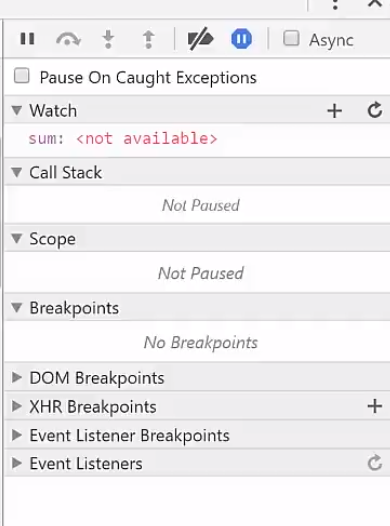 Async
Pause On Caught Exceptions
Watch
sum: <not available>
Call Stack
Not Paused
Scope
Not Paused
Breakpoints
No Breakpoints
DOM Breakpoints
XHR Breakpoints
Event Listener Breakpoints
Event Listeners